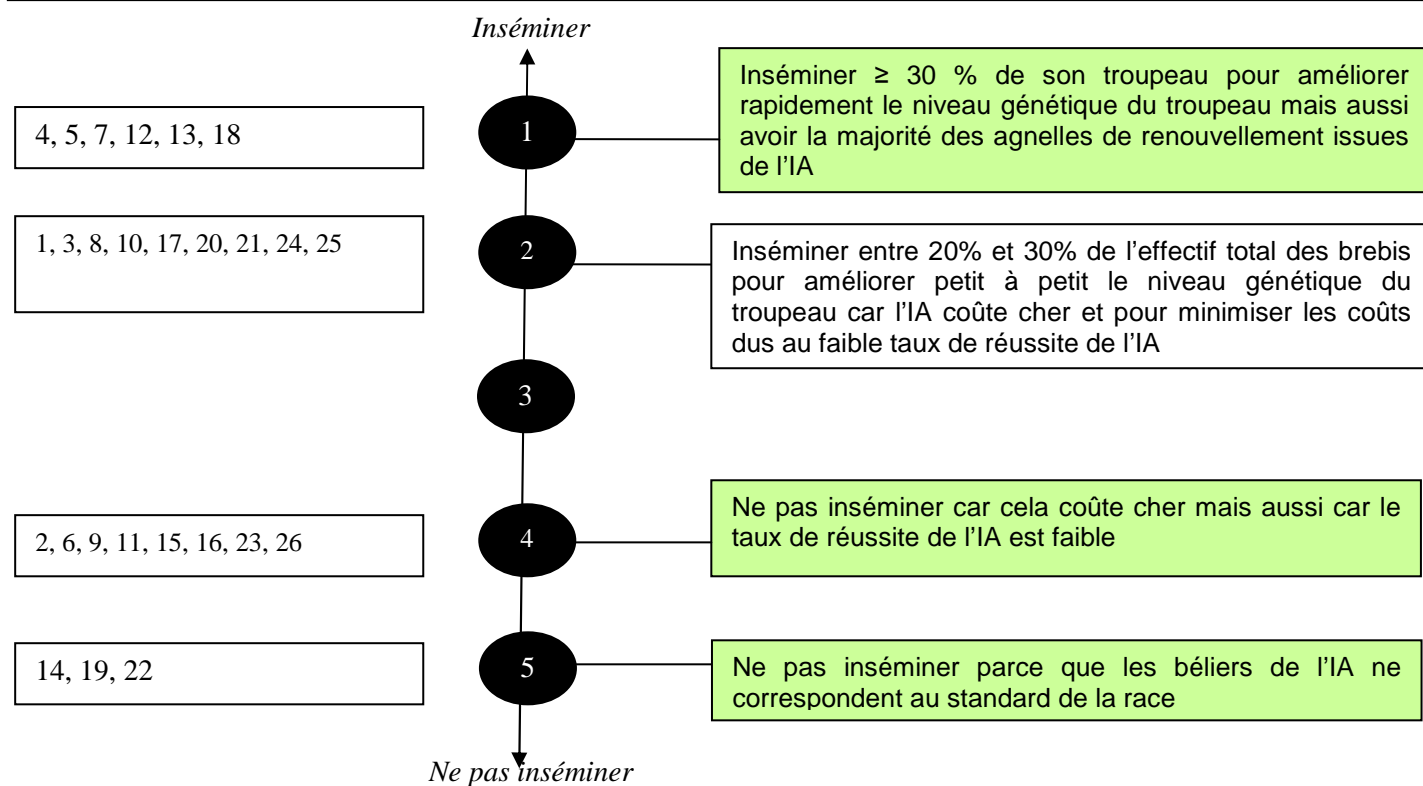 Inséminer
4, 5, 7, 12, 13, 18
1
Inséminer ≥ 30 % de son troupeau pour améliorer
rapidement le niveau génétique du troupeau mais aussi
avoir la majorité des agnelles de renouvellement issues
de l’IA
1, 3, 8, 10, 17, 20, 21, 24, 25
2
Inséminer entre 20% et 30% de l’effectif total des brebis
pour améliorer petit à petit le niveau génétique du
troupeau car l’IA coûte cher et pour minimiser les coûts
dus au faible taux de réussite de l’IA
3
2, 6, 9, 11, 15, 16, 23, 26
4
Ne pas inséminer car cela coûte cher mais aussi car le
taux de réussite de l’IA est faible
14, 19, 22
5
Ne pas inséminer parce que les béliers de l’IA ne
correspondent au standard de la race
Ne pas inséminer